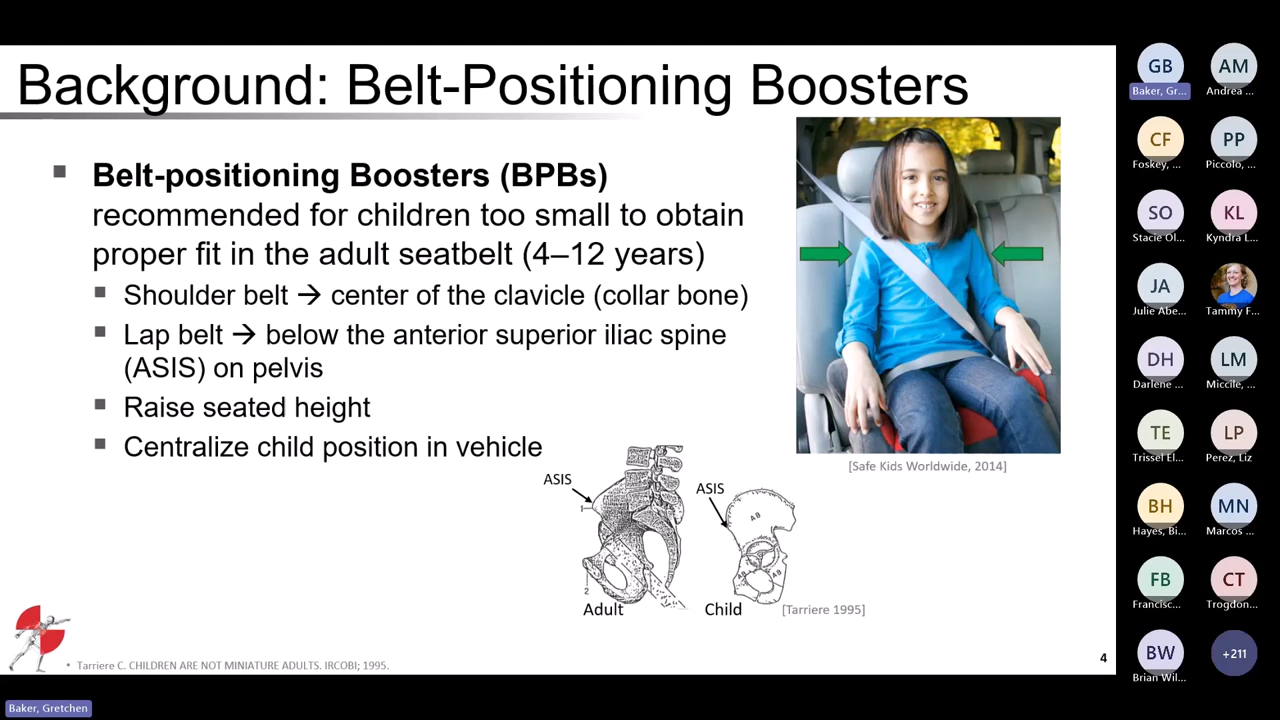 Background: Belt-Positioning Boosters
■ Belt-positioning Boosters (BPBs)
recommended for children too small to obtain
proper fit in the adult seatbelt (4–12 years)
■ Shoulder belt → center of the clavicle (collar bone)
■ Lap belt → below the anterior superior iliac spine
(ASIS) on pelvis
■ Raise seated height
■ Centralize child position in vehicle
[Safe Kids Worldwide, 2014]
ASIS
1
2
Adult
ASIS
AB
AB
AB
Child
[Tarriere 1995]
• Tarriere C. CHILDREN ARE NOT MINIATURE ADULTS. IRCOBI; 1995.
4
GB
Baker, Gr...
AM
Andrea ...
CF
Foskey, ...
PP
Piccolo, ...
SO
Stacie Ol...
KL
Kyndra L...
JA
Julie Abe...
Tammy F...
DH
Darlene ...
LM
Miccile, ...
TE
Trissel El...
LP
Perez, Liz
BH
Hayes, Bi...
MN
Marcos ...
FB
Francisc...
CT
Trogdon...
BW
Brian Wil...
+211
Baker, Gretchen